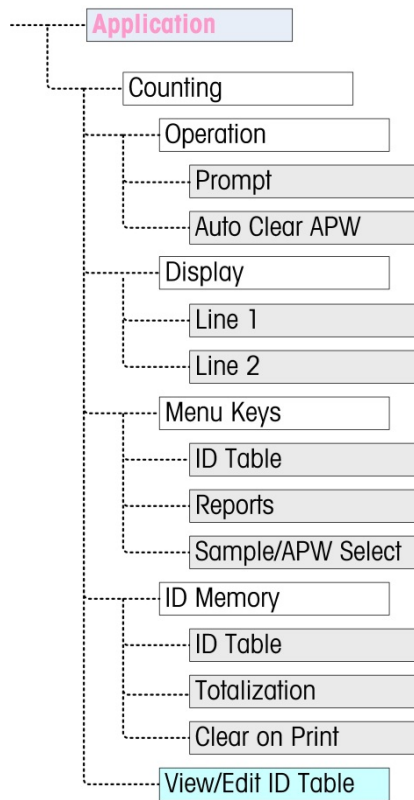 Application
Counting
Operation
Prompt
Auto Clear APW
Display
Line 1
Line 2
Menu Keys
ID Table
Reports
Sample/APW Select
ID Memory
ID Table
Totalization
Clear on Print
View/Edit ID Table